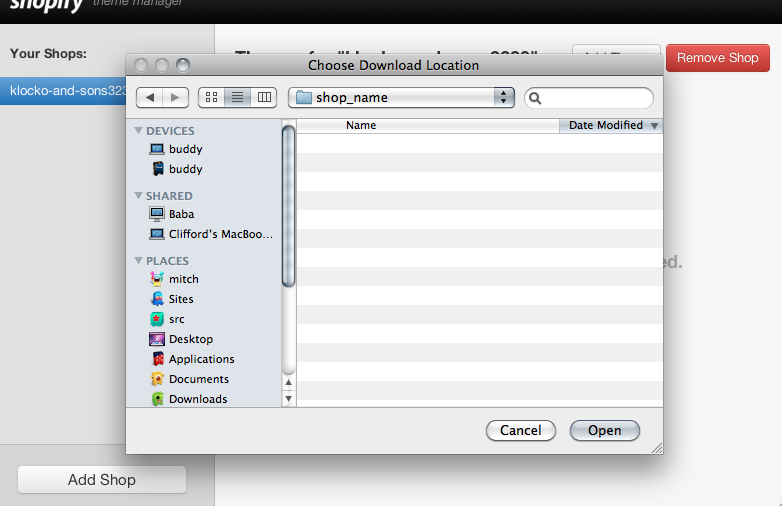 shopify theme manager
Your Shops:
Remove Shop
Choose Download Location
klocko-and-sons323
shop_name
Name
Date Modified
DEVICES
buddy
buddy
SHARED
Baba
Clifford's MacBoo...
PLACES
mitch
Sites
src
Desktop
Applications
Documents
Downloads
ed.
Cancel
Open
Add Shop